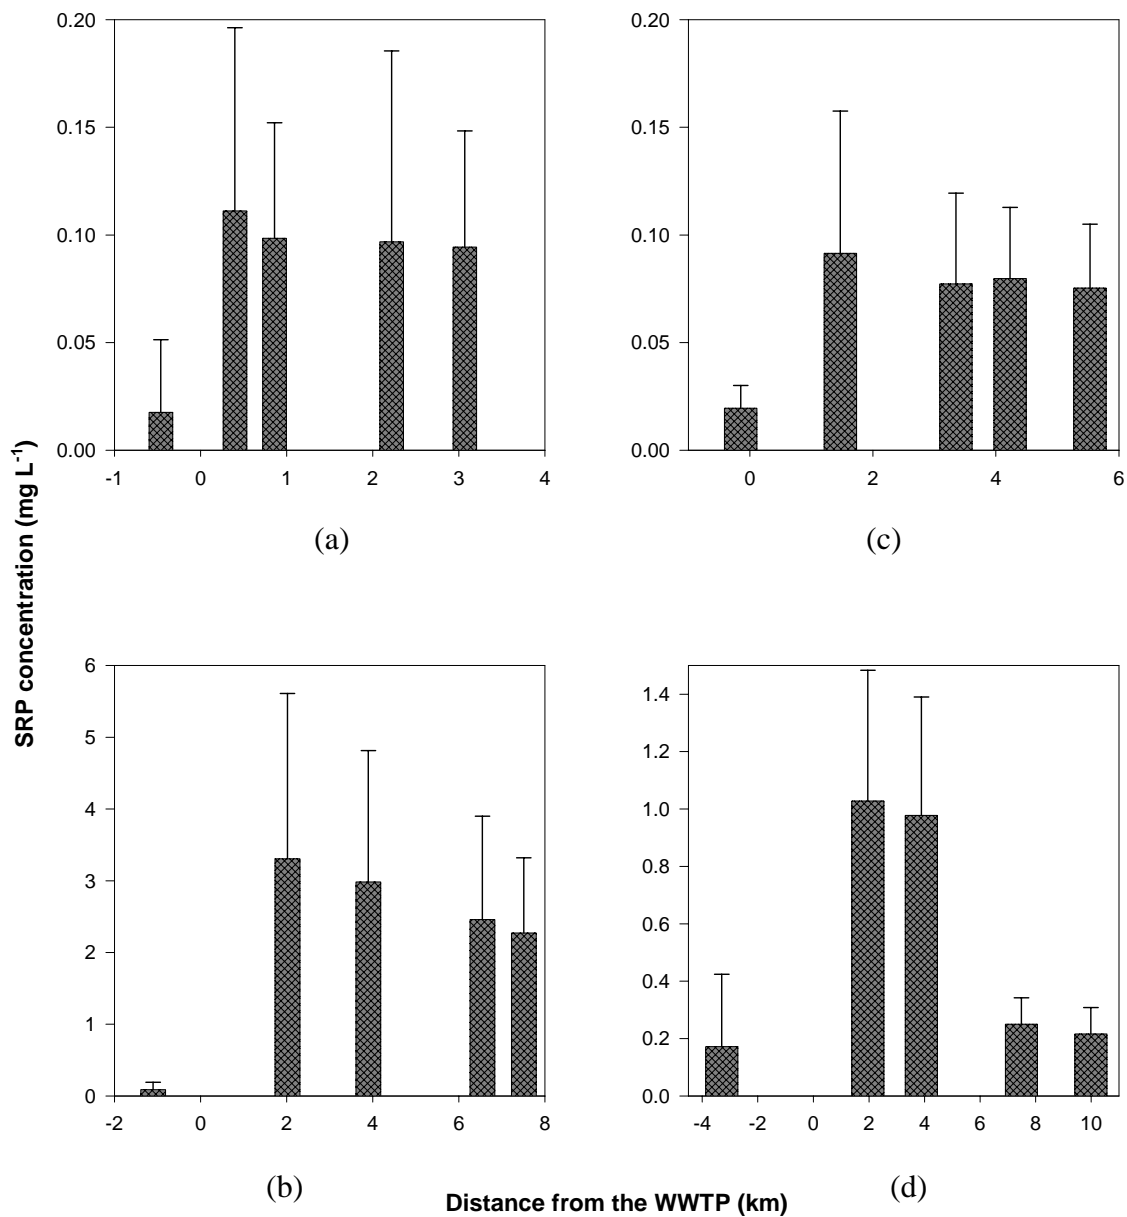 0.20
0.15
0.10
0.05
0.00
-1 0 1 2 3 4
(a)
0.20
0.15
0.10
0.05
0.00
0 2 4 6
(c)
SRP concentration (mg L⁻¹)
6
5
4
3
2
1
0
-2 0 2 4 6 8
(b)
1.4
1.2
1.0
0.8
0.6
0.4
0.2
0.0
-4 -2 0 2 4 6 8 10
(d)
Distance from the WWTP (km)